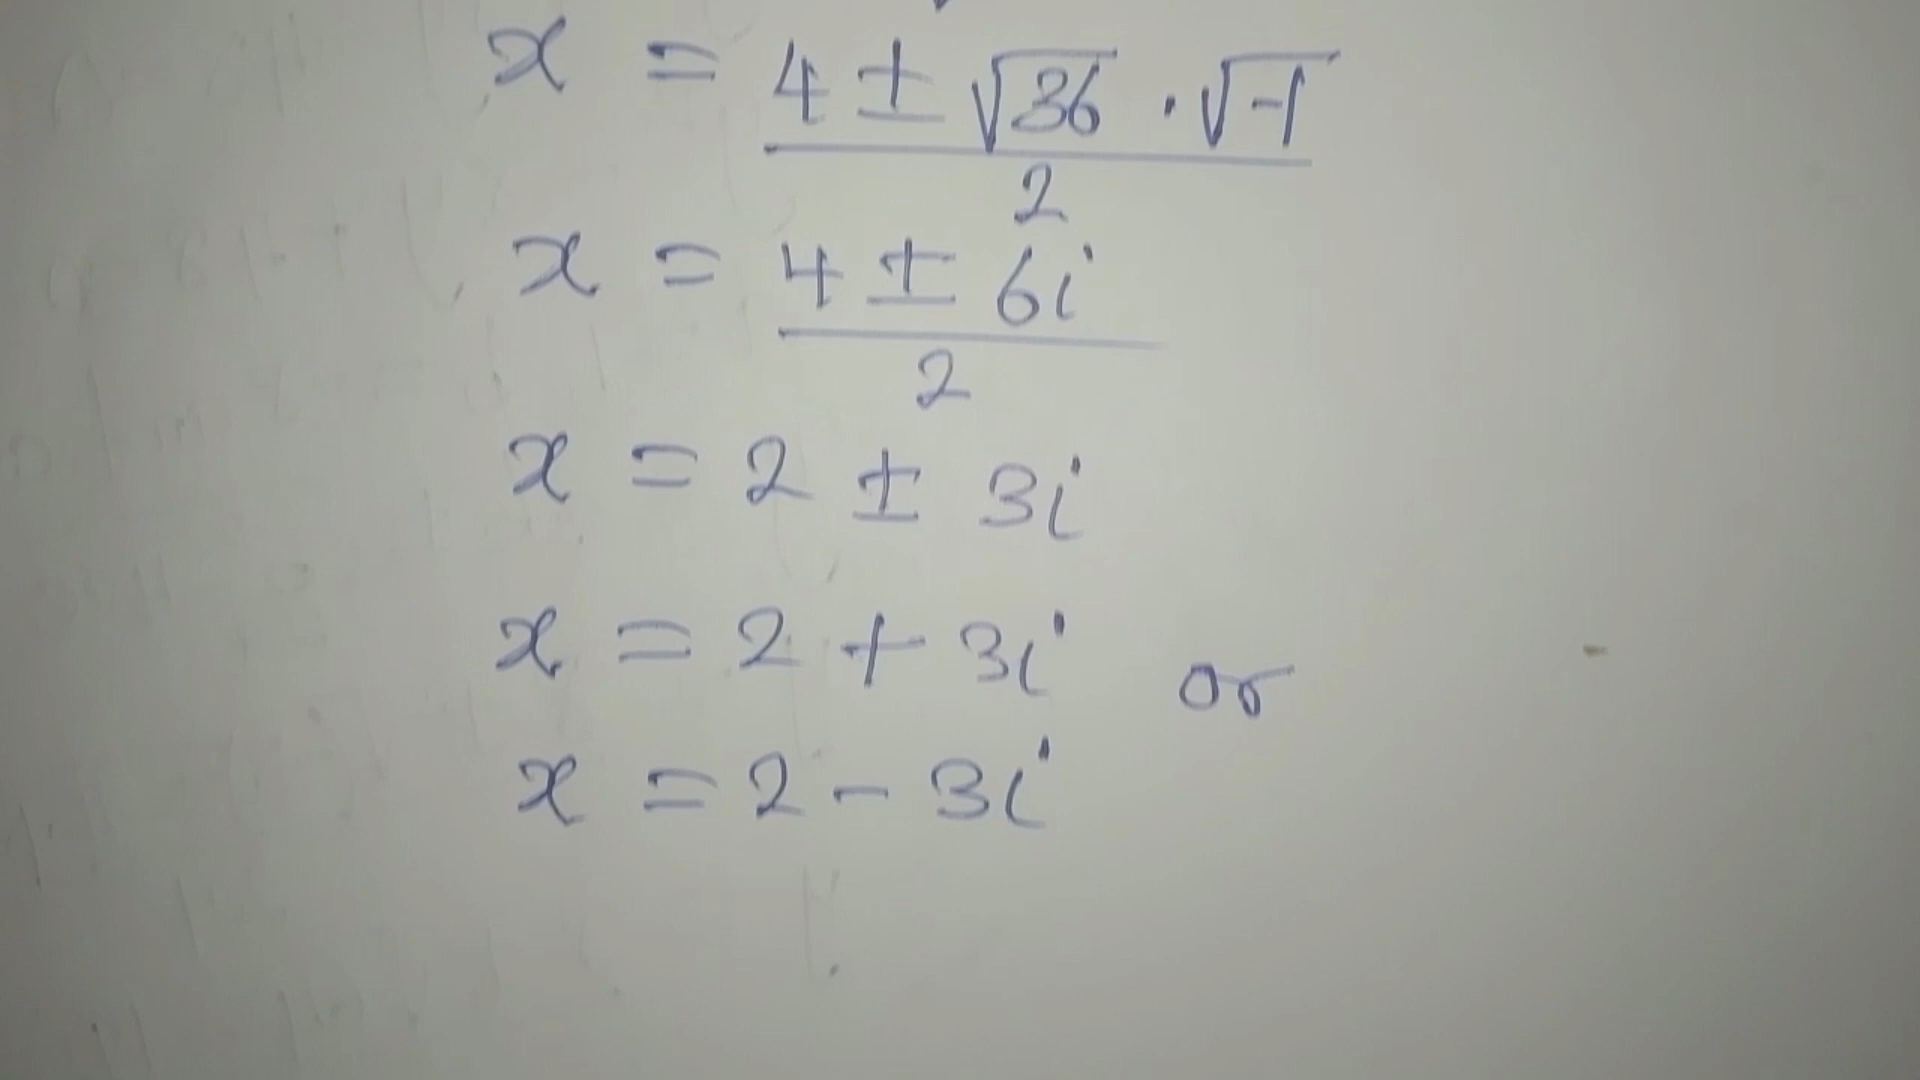 x = (4 ± √36 · √-1) / 2
x = (4 ± 6i) / 2
x = 2 ± 3i
x = 2 + 3i or
x = 2 - 3i